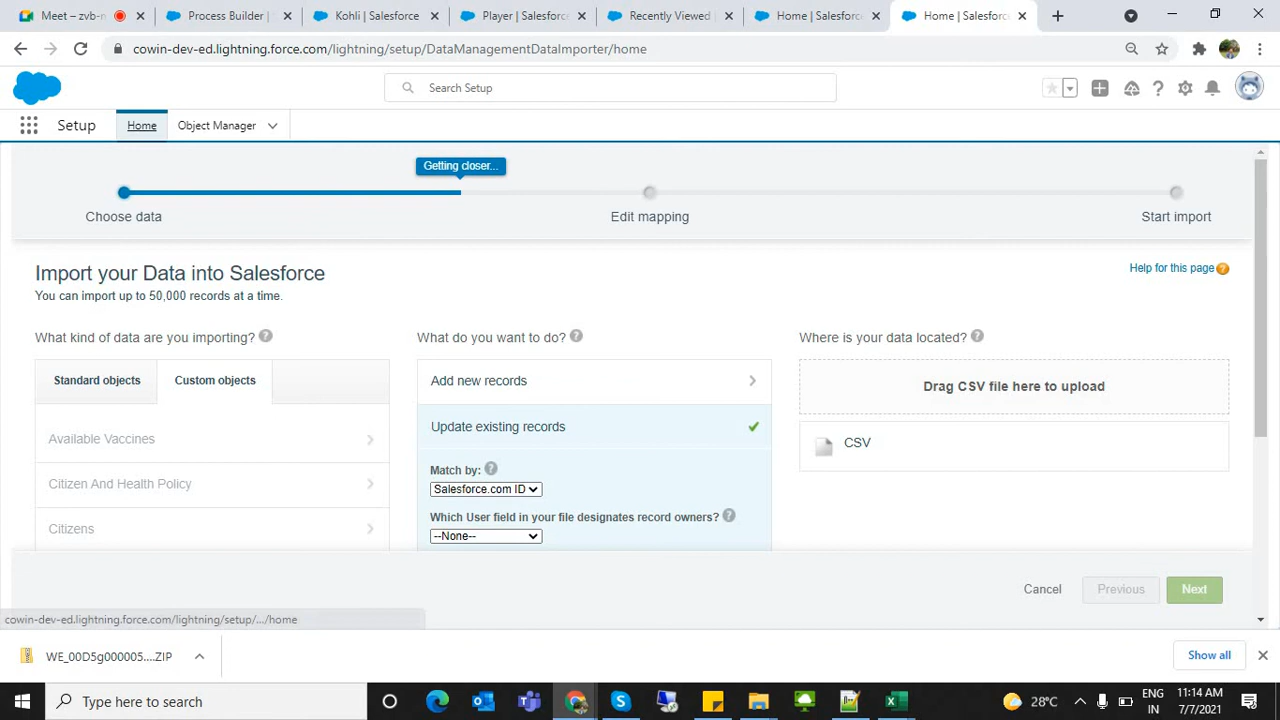 Meet – zvb-n
Process Builder |
Kohli | Salesforce
Player | Salesforce
Recently Viewed |
Home | Salesforc
Home | Salesforc
cowin-dev-ed.lightning.force.com/lightning/setup/DataManagementDataImporter/home
Search Setup
Setup
Home
Object Manager
Getting closer...
Choose data
Edit mapping
Start import
Import your Data into Salesforce
Help for this page
You can import up to 50,000 records at a time.
What kind of data are you importing?
What do you want to do?
Where is your data located?
Standard objects
Custom objects
Available Vaccines
Citizen And Health Policy
Citizens
Add new records
Update existing records
Match by:
Salesforce.com ID
Which User field in your file designates record owners?
--None--
Drag CSV file here to upload
CSV
Cancel
Previous
Next
cowin-dev-ed.lightning.force.com/lightning/setup/.../home
WE_00D5g000005....ZIP
Show all
Type here to search
28°C
ENG
IN
11:14 AM
7/7/2021